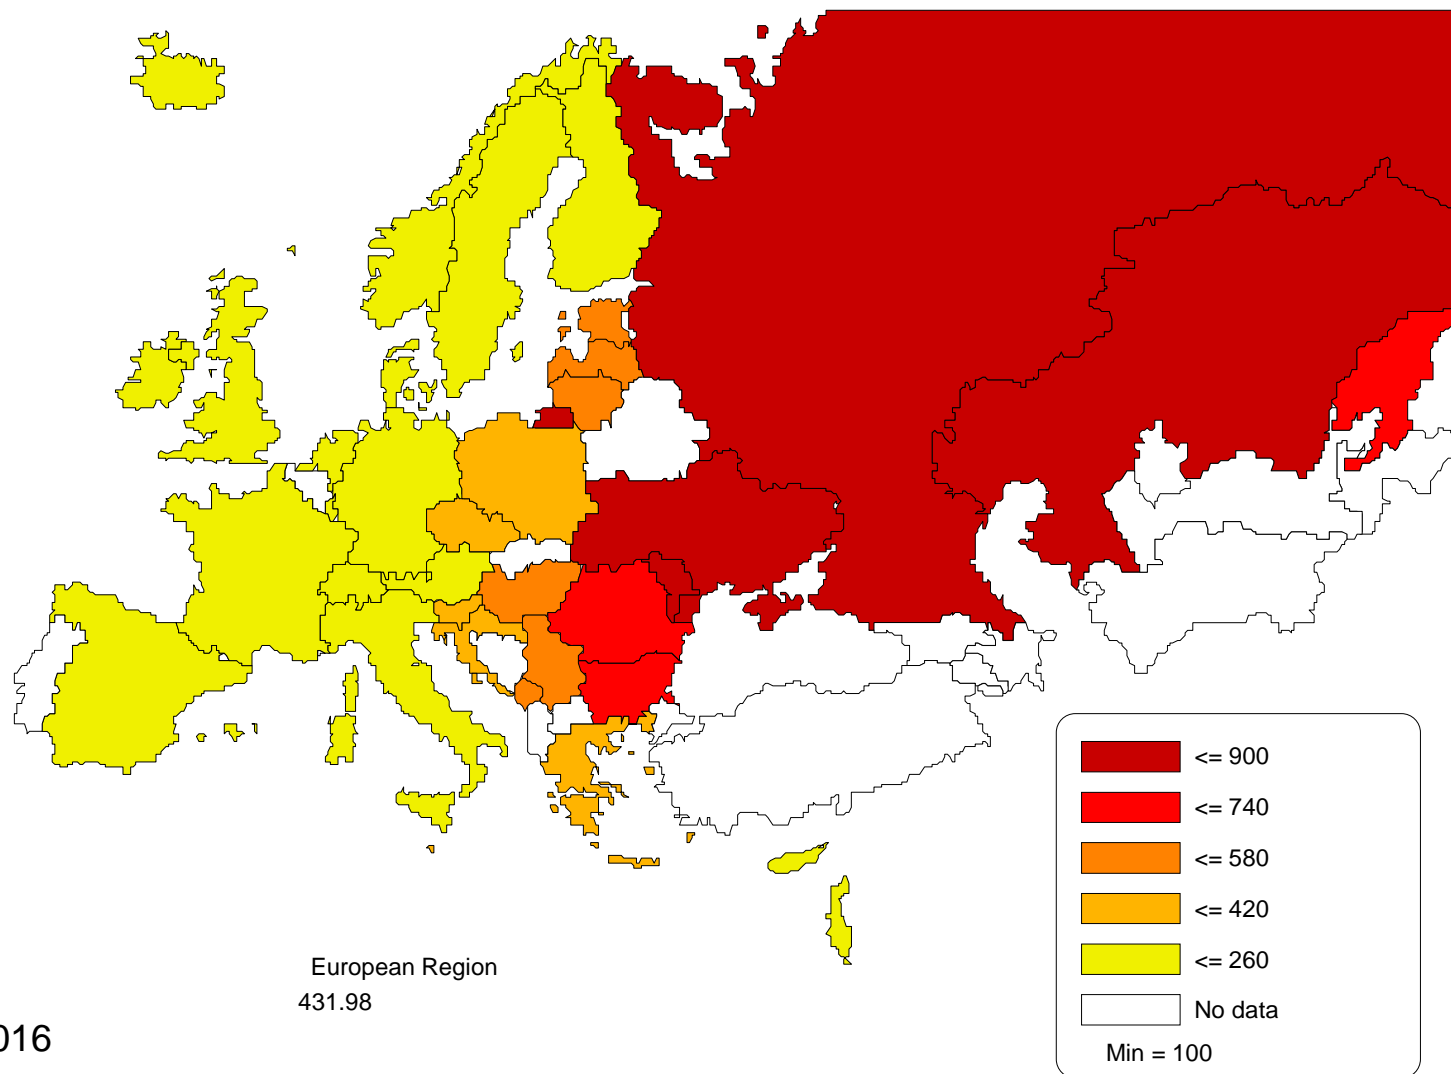 <= 900
<= 740
<= 580
<= 420
<= 260
No data
Min = 100
European Region
431.98
016